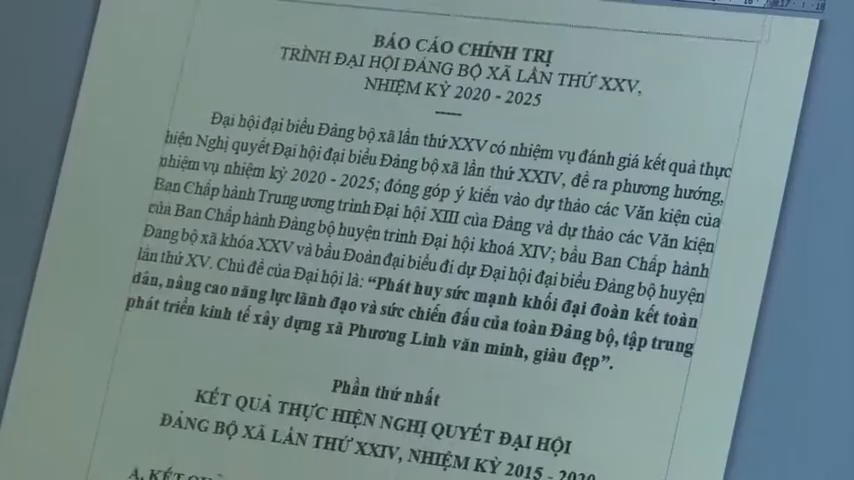 BÁO CÁO CHÍNH TRỊ
TRÌNH ĐẠI HỘI ĐẢNG BỘ XÃ LẦN THỨ XXV,
NHIỆM KỲ 2020 - 2025
Đại hội đại biểu Đảng bộ xã lần thứ XXV có nhiệm vụ đánh giá kết quả thực
hiện Nghị quyết Đại hội đại biểu Đảng bộ xã lần thứ XXIV, đề ra phương hướng,
nhiệm vụ nhiệm kỳ 2020 - 2025; đóng góp ý kiến vào dự thảo các Văn kiện của
Ban Chấp hành Trung ương trình Đại hội XIII của Đảng và dự thảo các Văn kiện
của Ban Chấp hành Đảng bộ huyện trình Đại hội khoá XIV; bầu Ban Chấp hành
Đảng bộ xã khóa XXV và bầu Đoàn đại biểu đi dự Đại hội đại biểu Đảng bộ huyện
lần thứ XV. Chủ đề của Đại hội là: “Phát huy sức mạnh khối đại đoàn kết toàn
dân, nâng cao năng lực lãnh đạo và sức chiến đấu của toàn Đảng bộ, tập trung
phát triển kinh tế xây dựng xã Phương Linh văn minh, giàu đẹp”.
Phần thứ nhất
KẾT QUẢ THỰC HIỆN NGHỊ QUYẾT ĐẠI HỘI
ĐẢNG BỘ XÃ LẦN THỨ XXIV, NHIỆM KỲ 2015 - 2020
A. KẾT QUẢ